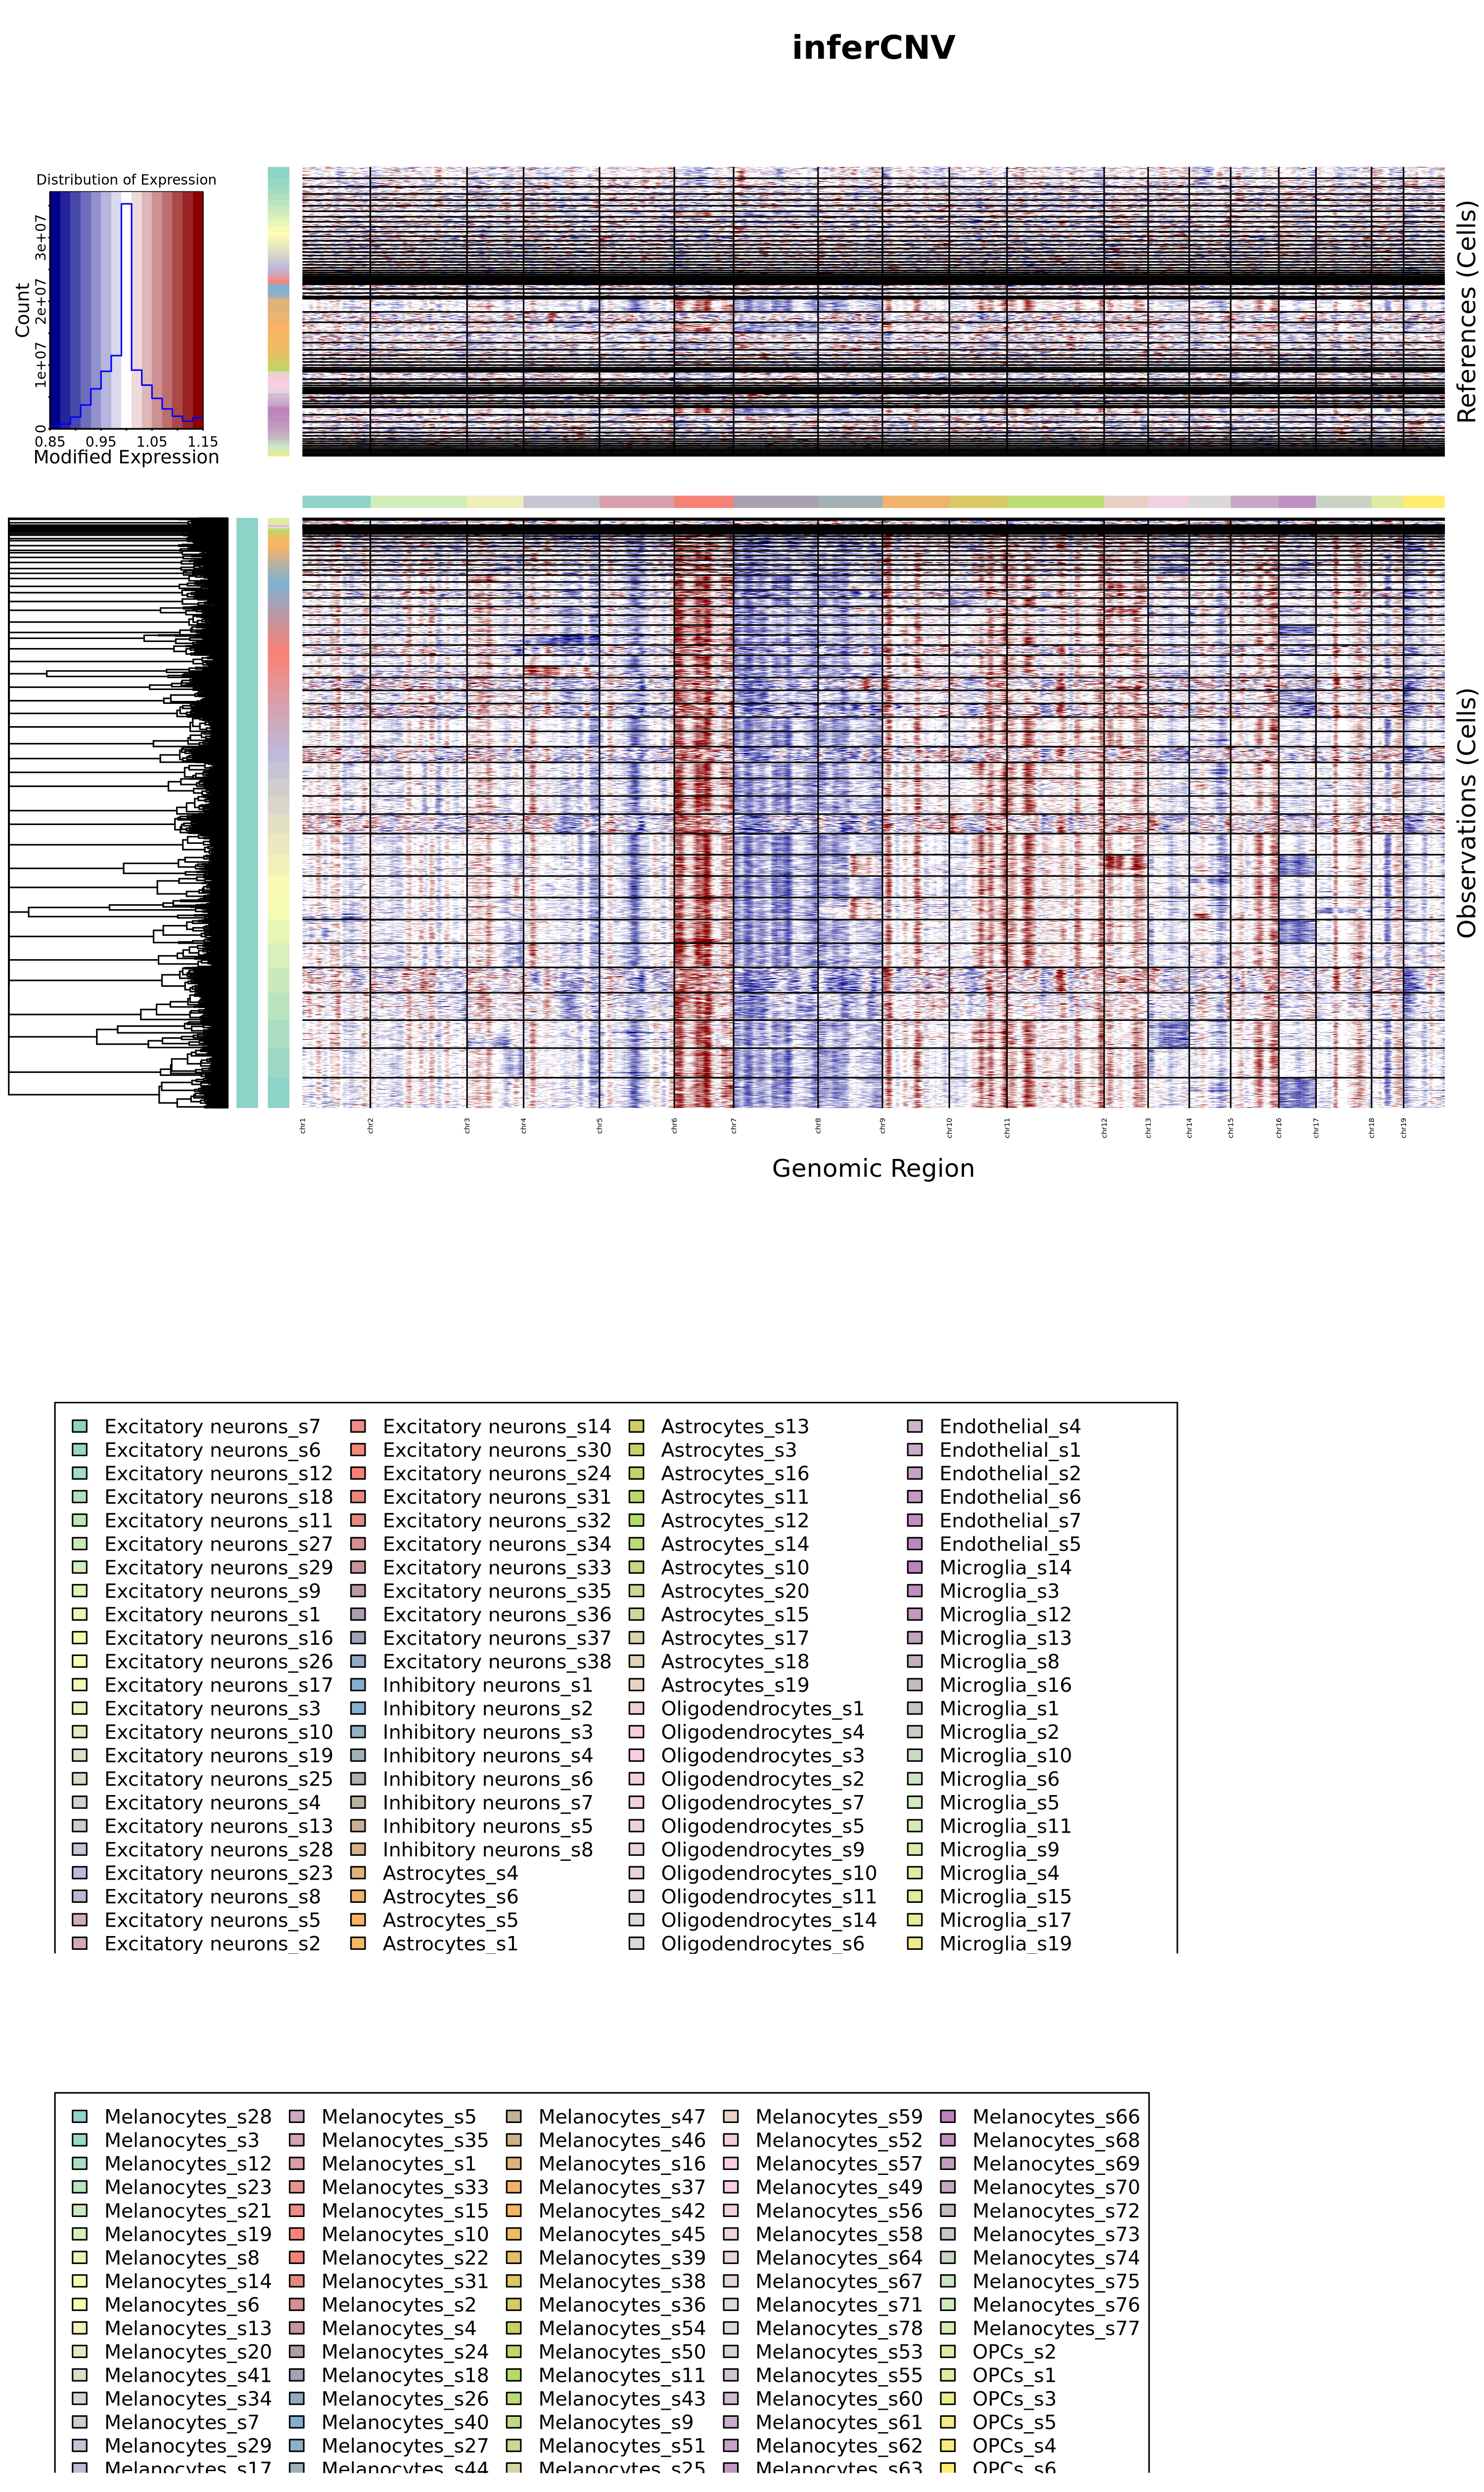 inferCNV
Distribution of Expression
Count
0 1e+07 2e+07 3e+07
0.85 0.95 1.05 1.15
Modified Expression
References (Cells)
Observations (Cells)
chr1 chr2 chr3 chr4 chr5 chr6 chr7 chr8 chr9 chr10 chr11 chr12 chr13 chr14 chr15 chr16 chr17 chr18 chr19
Genomic Region
Excitatory neurons_s7 Excitatory neurons_s14 Astrocytes_s13 Endothelial_s4
Excitatory neurons_s6 Excitatory neurons_s30 Astrocytes_s3 Endothelial_s1
Excitatory neurons_s12 Excitatory neurons_s24 Astrocytes_s16 Endothelial_s2
Excitatory neurons_s18 Excitatory neurons_s31 Astrocytes_s11 Endothelial_s6
Excitatory neurons_s11 Excitatory neurons_s32 Astrocytes_s12 Endothelial_s7
Excitatory neurons_s27 Excitatory neurons_s34 Astrocytes_s14 Endothelial_s5
Excitatory neurons_s29 Excitatory neurons_s33 Astrocytes_s10 Microglia_s14
Excitatory neurons_s9 Excitatory neurons_s35 Astrocytes_s20 Microglia_s3
Excitatory neurons_s1 Excitatory neurons_s36 Astrocytes_s15 Microglia_s12
Excitatory neurons_s16 Excitatory neurons_s37 Astrocytes_s17 Microglia_s13
Excitatory neurons_s26 Excitatory neurons_s38 Astrocytes_s18 Microglia_s8
Excitatory neurons_s17 Inhibitory neurons_s1 Astrocytes_s19 Microglia_s16
Excitatory neurons_s3 Inhibitory neurons_s2 Oligodendrocytes_s1 Microglia_s1
Excitatory neurons_s10 Inhibitory neurons_s3 Oligodendrocytes_s4 Microglia_s2
Excitatory neurons_s19 Inhibitory neurons_s4 Oligodendrocytes_s3 Microglia_s10
Excitatory neurons_s25 Inhibitory neurons_s6 Oligodendrocytes_s2 Microglia_s6
Excitatory neurons_s4 Inhibitory neurons_s7 Oligodendrocytes_s7 Microglia_s5
Excitatory neurons_s13 Inhibitory neurons_s5 Oligodendrocytes_s5 Microglia_s11
Excitatory neurons_s28 Inhibitory neurons_s8 Oligodendrocytes_s9 Microglia_s9
Excitatory neurons_s23 Astrocytes_s4 Oligodendrocytes_s10 Microglia_s4
Excitatory neurons_s8 Astrocytes_s6 Oligodendrocytes_s11 Microglia_s15
Excitatory neurons_s5 Astrocytes_s5 Oligodendrocytes_s14 Microglia_s17
Excitatory neurons_s2 Astrocytes_s1 Oligodendrocytes_s6 Microglia_s19
Melanocytes_s28 Melanocytes_s5 Melanocytes_s47 Melanocytes_s59 Melanocytes_s66
Melanocytes_s3 Melanocytes_s35 Melanocytes_s46 Melanocytes_s52 Melanocytes_s68
Melanocytes_s12 Melanocytes_s1 Melanocytes_s16 Melanocytes_s57 Melanocytes_s69
Melanocytes_s23 Melanocytes_s33 Melanocytes_s37 Melanocytes_s49 Melanocytes_s70
Melanocytes_s21 Melanocytes_s15 Melanocytes_s42 Melanocytes_s56 Melanocytes_s72
Melanocytes_s19 Melanocytes_s10 Melanocytes_s45 Melanocytes_s58 Melanocytes_s73
Melanocytes_s8 Melanocytes_s22 Melanocytes_s39 Melanocytes_s64 Melanocytes_s74
Melanocytes_s14 Melanocytes_s31 Melanocytes_s38 Melanocytes_s67 Melanocytes_s75
Melanocytes_s6 Melanocytes_s2 Melanocytes_s36 Melanocytes_s71 Melanocytes_s76
Melanocytes_s13 Melanocytes_s4 Melanocytes_s54 Melanocytes_s78 Melanocytes_s77
Melanocytes_s20 Melanocytes_s24 Melanocytes_s50 Melanocytes_s53 OPCs_s2
Melanocytes_s41 Melanocytes_s18 Melanocytes_s11 Melanocytes_s55 OPCs_s1
Melanocytes_s34 Melanocytes_s26 Melanocytes_s43 Melanocytes_s60 OPCs_s3
Melanocytes_s7 Melanocytes_s40 Melanocytes_s9 Melanocytes_s61 OPCs_s5
Melanocytes_s29 Melanocytes_s27 Melanocytes_s51 Melanocytes_s62 OPCs_s4
Melanocytes_s17 Melanocytes_s44 Melanocytes_s25 Melanocytes_s63 OPCs_s6